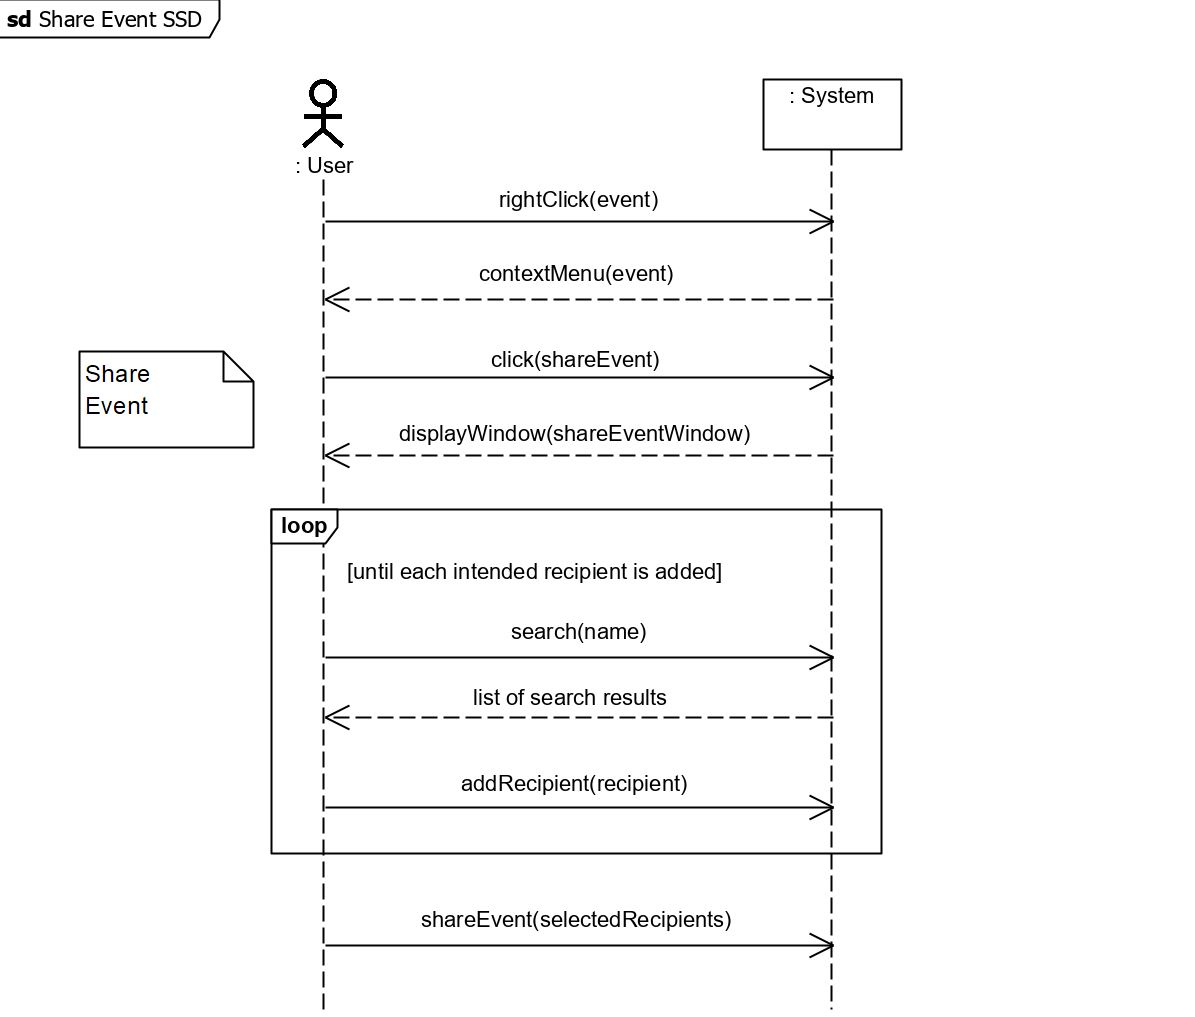 sd Share Event SSD
: System
: User
rightClick(event)
contextMenu(event)
click(shareEvent)
Share
Event
displayWindow(shareEventWindow)
loop
[until each intended recipient is added]
search(name)
list of search results
addRecipient(recipient)
shareEvent(selectedRecipients)